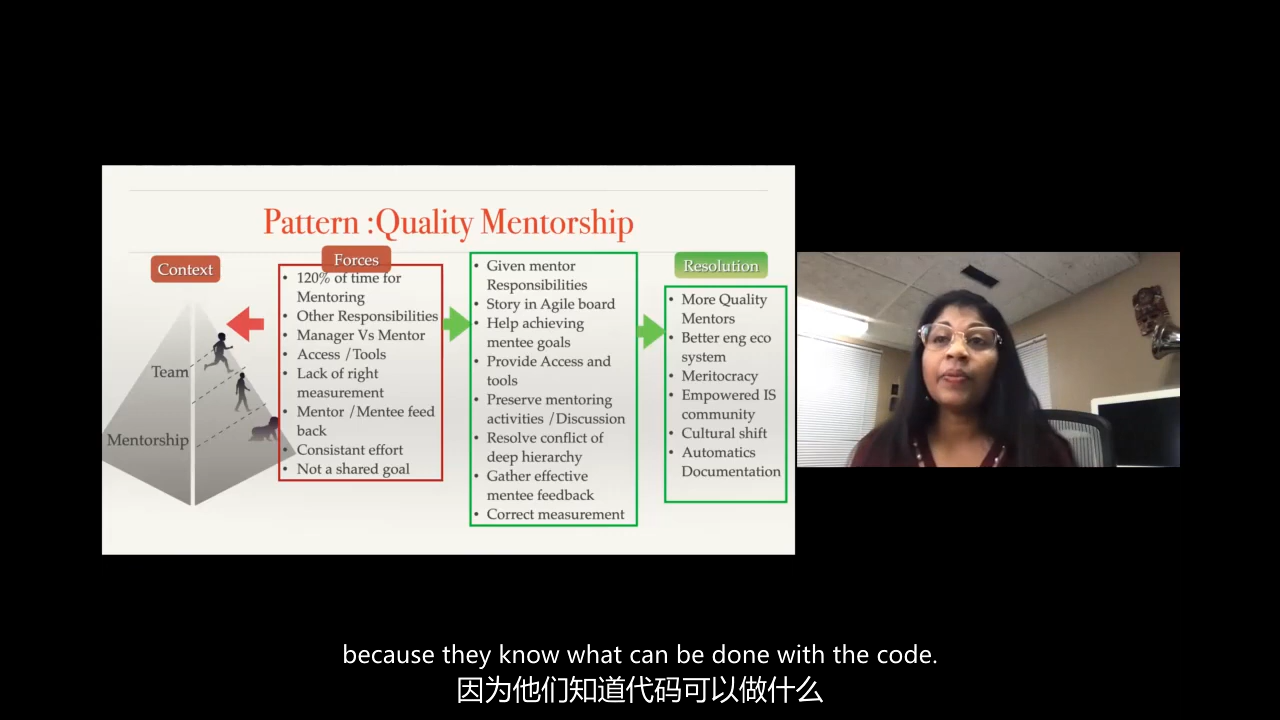 Pattern :Quality Mentorship
Context
Team
Mentorship
Forces
• 120% of time for
Mentoring
• Other Responsibilities
• Manager Vs Mentor
• Access /Tools
• Lack of right
measurement
• Mentor /Mentee feed
back
• Consistant effort
• Not a shared goal
• Given mentor
Responsibilities
• Story in Agile board
• Help achieving
mentee goals
• Provide Access and
tools
• Preserve mentoring
activities /Discussion
• Resolve conflict of
deep hierarchy
• Gather effective
mentee feedback
• Correct measurement
Resolution
• More Quality
Mentors
• Better eng eco
system
• Meritocracy
• Empowered IS
community
• Cultural shift
• Automatics
Documentation
because they know what can be done with the code.
因为他们知道代码可以做什么